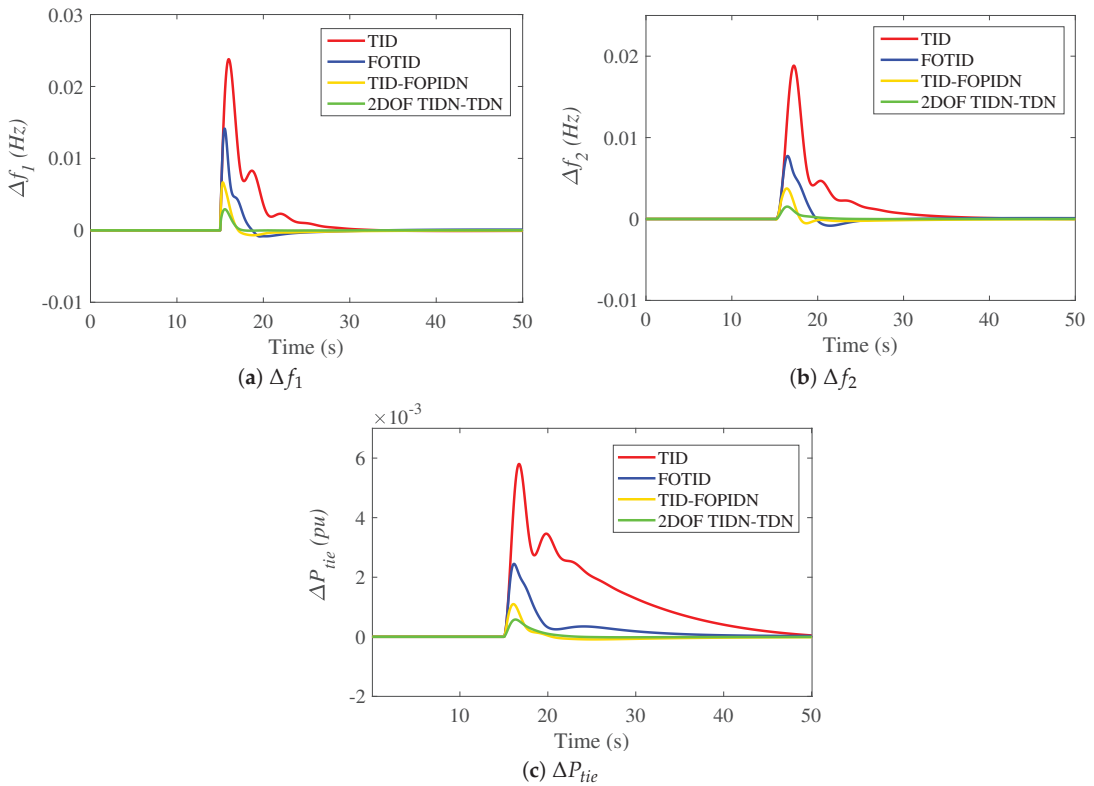 0.03
0.02
0.01
0
-0.01
Δf1 (Hz)
TID
FOTID
TID-FOPIDN
2DOF TIDN-TDN
0 10 20 30 40 50
Time (s)
(a) Δf1
0.02
0.01
0
-0.01
Δf2 (Hz)
TID
FOTID
TID-FOPIDN
2DOF TIDN-TDN
0 10 20 30 40 50
Time (s)
(b) Δf2
×10-3
6
4
2
0
-2
ΔPtie (pu)
TID
FOTID
TID-FOPIDN
2DOF TIDN-TDN
10 20 30 40 50
Time (s)
(c) ΔPtie